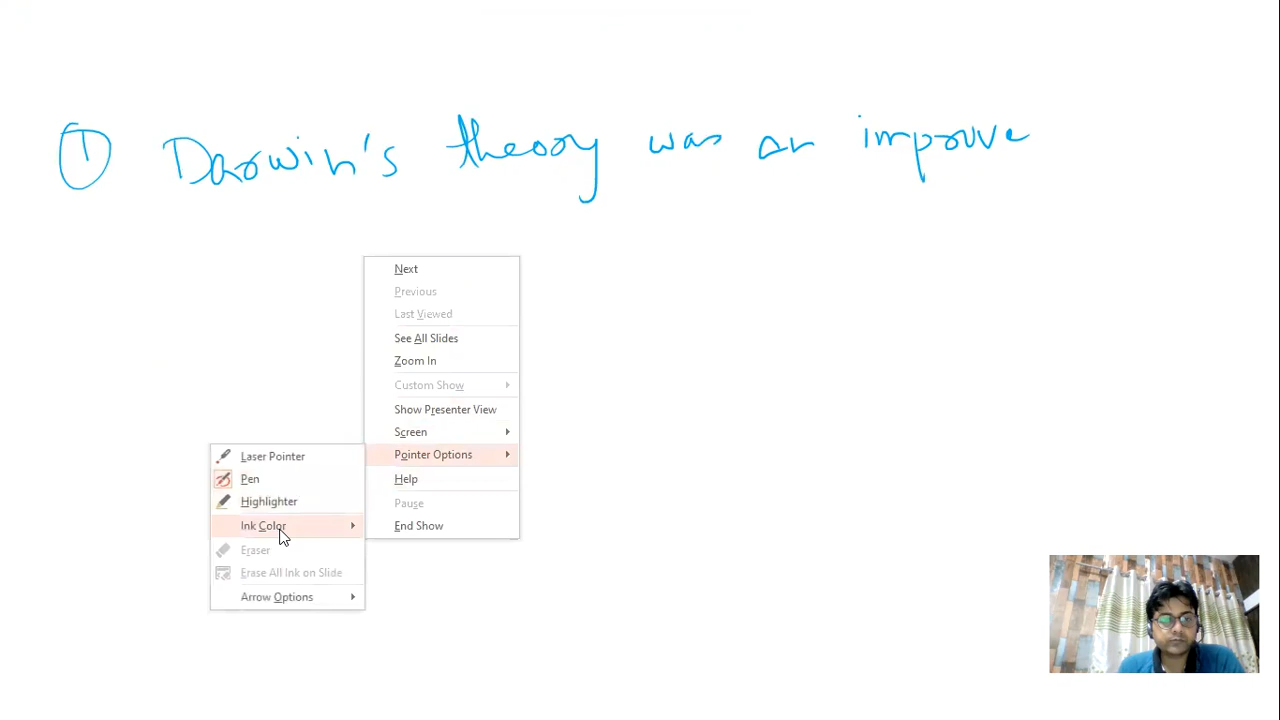 ① Darwin's theory was an improve
Next
Previous
Last Viewed
See All Slides
Zoom In
Custom Show
Show Presenter View
Screen
Pointer Options
Help
Pause
End Show
Laser Pointer
Pen
Highlighter
Ink Color
Eraser
Erase All Ink on Slide
Arrow Options